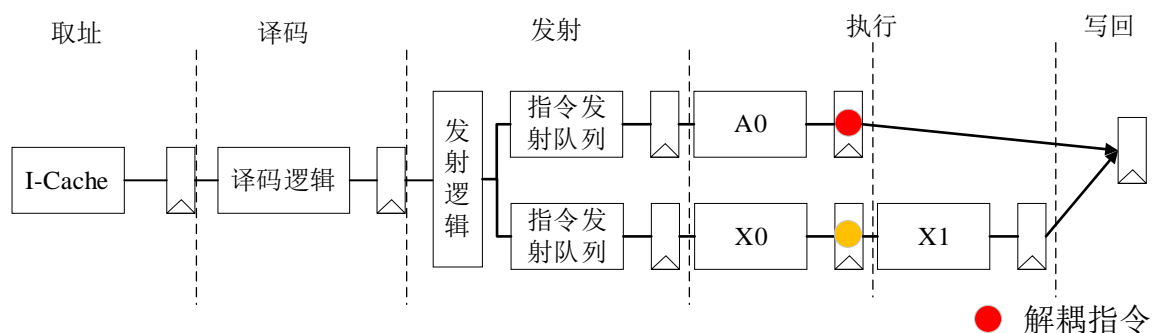 取址
译码
发射
执行
写回
I-Cache
译码逻辑
发
射
逻
辑
指令发
射队列
A0
指令发
射队列
X0
X1
解耦指令